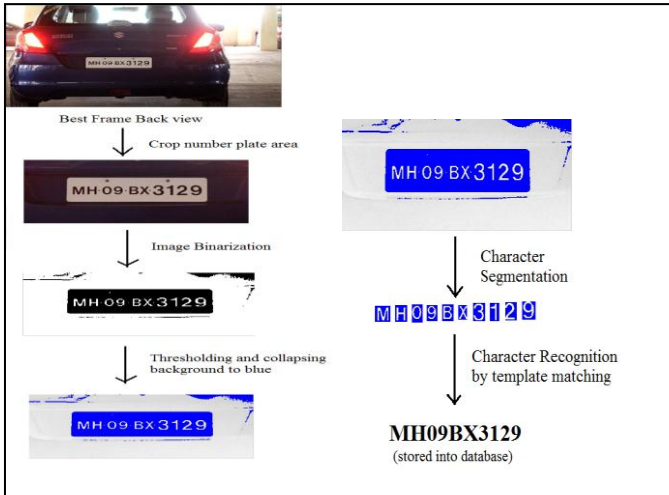 SUZUKI
MH·09·BX 3129
Best Frame Back view
Crop number plate area
MH·09·BX 3129
Image Binarization
MH·09·BX 3129
Thresholding and collapsing
background to blue
MH 09 BX 3129
MH 09 BX 3129
Character
Segmentation
MH09BX3129
Character Recognition
by template matching
MH09BX3129
(stored into database)